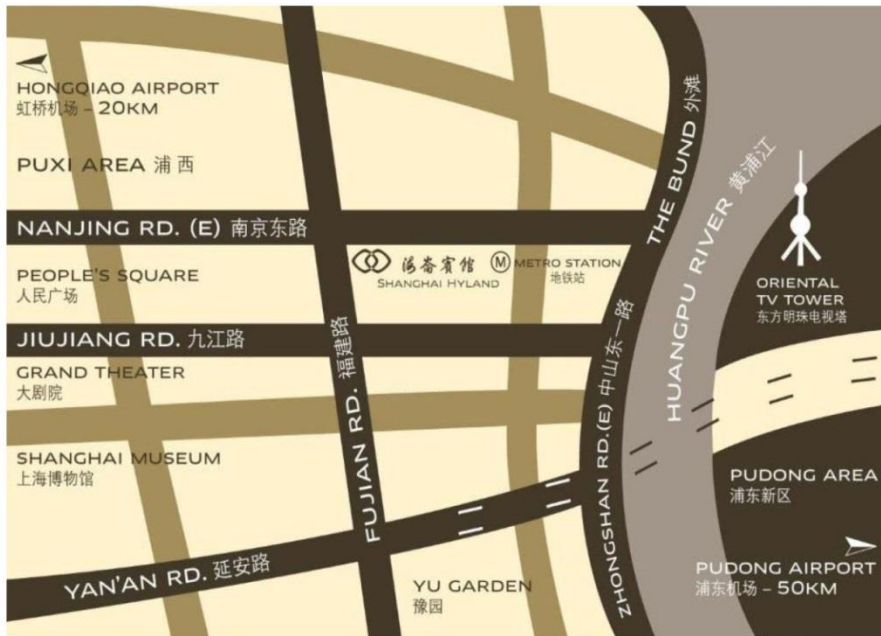 HONGQIAO AIRPORT
虹桥机场 – 20KM
PUXI AREA 浦西
THE BUND 外滩
HUANGPU RIVER 黄浦江
NANJING RD. (E) 南京东路
PEOPLE'S SQUARE
人民广场
海仑宾馆
SHANGHAI HYLAND
M METRO STATION
地铁站
ORIENTAL
TV TOWER
东方明珠电视塔
JIUJIANG RD. 九江路
GRAND THEATER
大剧院
FUJIAN RD. 福建路
ZHONGSHAN RD.(E) 中山东一路
SHANGHAI MUSEUM
上海博物馆
PUDONG AREA
浦东新区
YAN'AN RD. 延安路
YU GARDEN
豫园
PUDONG AIRPORT
浦东机场 – 50KM